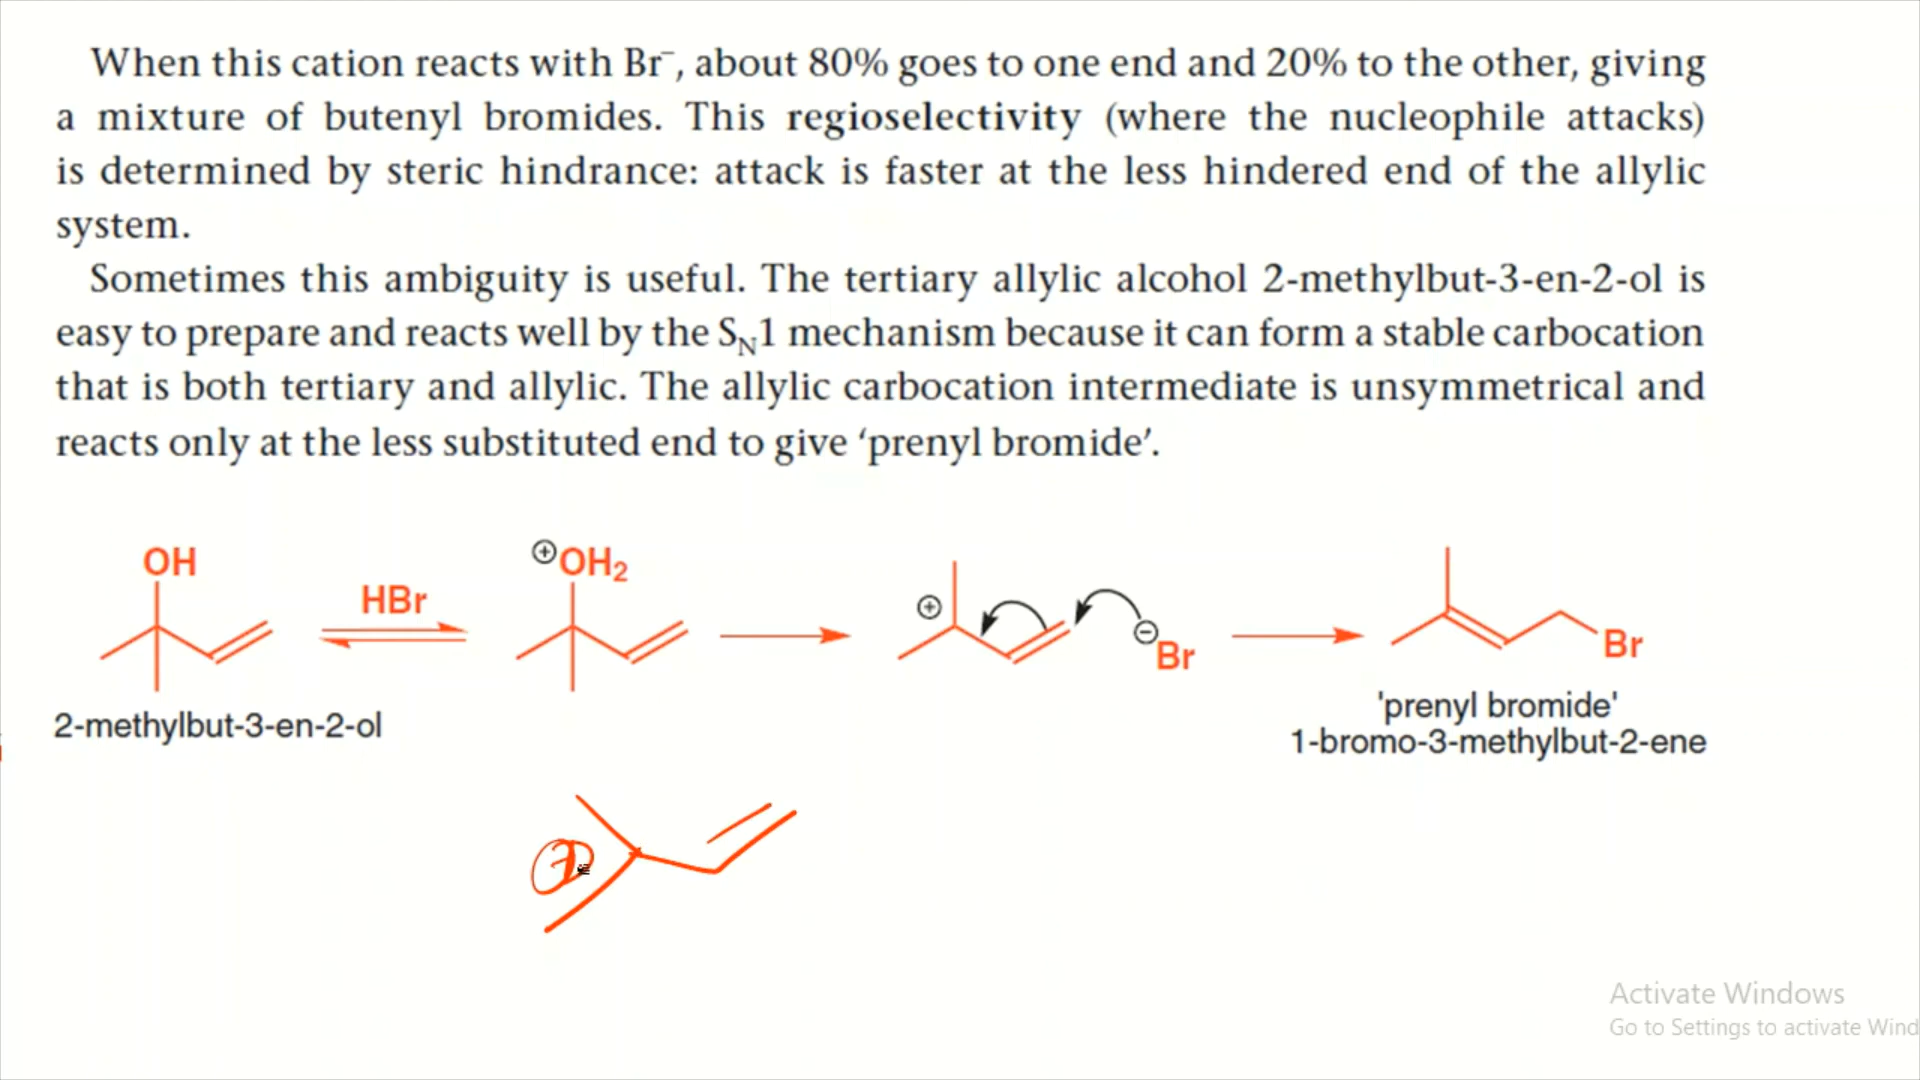 When this cation reacts with Br⁻, about 80% goes to one end and 20% to the other, giving
a mixture of butenyl bromides. This regioselectivity (where the nucleophile attacks)
is determined by steric hindrance: attack is faster at the less hindered end of the allylic
system.
Sometimes this ambiguity is useful. The tertiary allylic alcohol 2-methylbut-3-en-2-ol is
easy to prepare and reacts well by the S_N1 mechanism because it can form a stable carbocation
that is both tertiary and allylic. The allylic carbocation intermediate is unsymmetrical and
reacts only at the less substituted end to give ‘prenyl bromide’.
OH
HBr
⊕OH₂
⊕
⊖
Br
Br
2-methylbut-3-en-2-ol
'prenyl bromide'
1-bromo-3-methylbut-2-ene
Activate Windows
Go to Settings to activate Wind